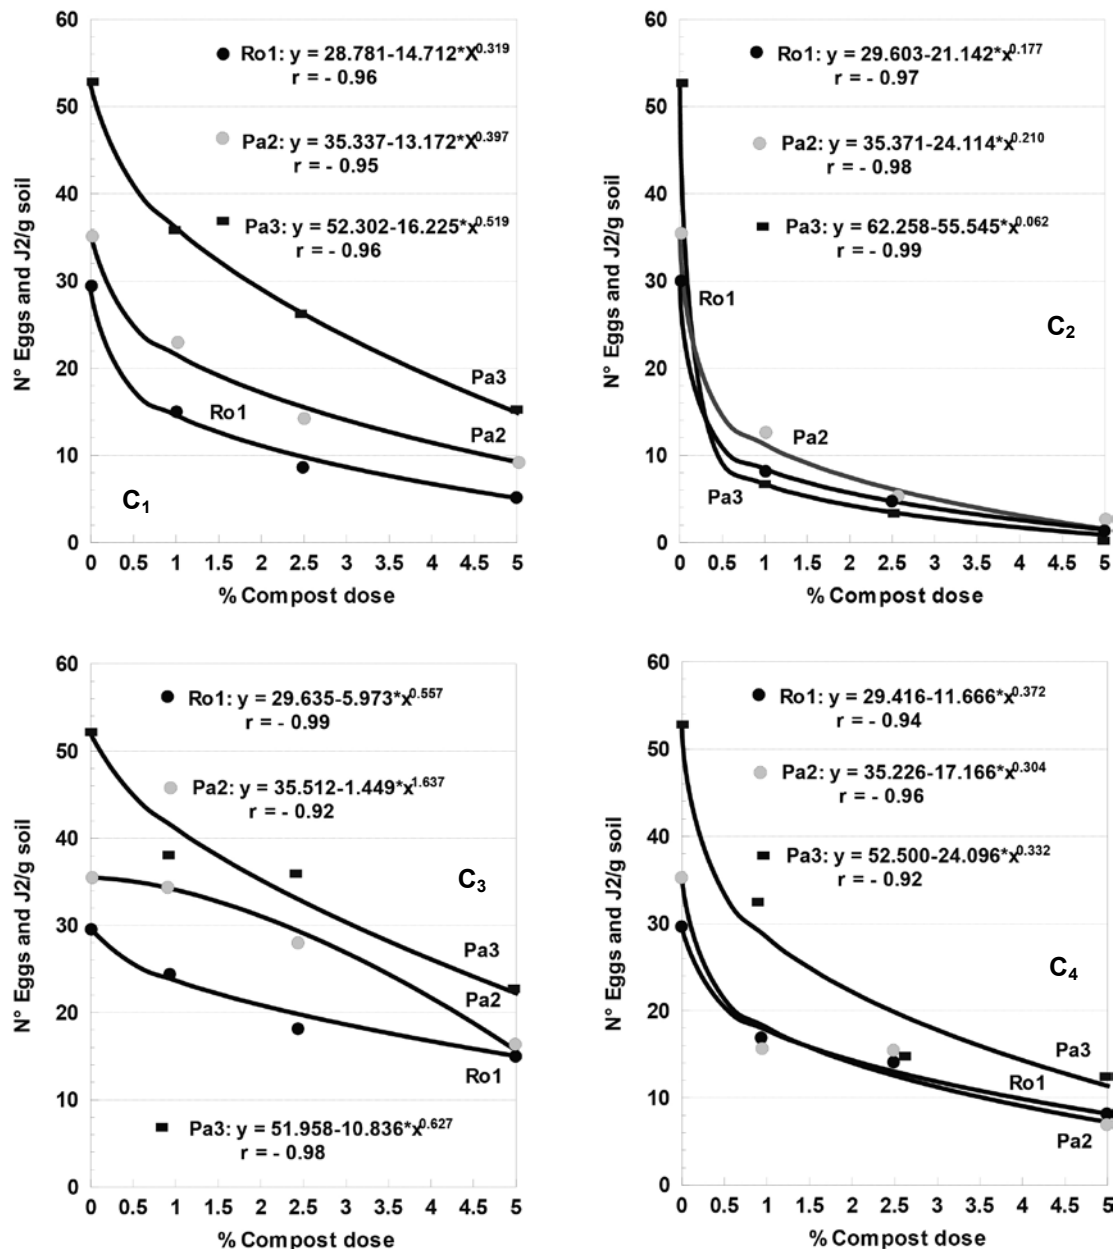 60
50
40
30
20
10
0
N° Eggs and J2/g soil
Ro1: y = 28.781-14.712*X^0.319
r = - 0.96
Pa2: y = 35.337-13.172*X^0.397
r = - 0.95
Pa3: y = 52.302-16.225*x^0.519
r = - 0.96
Pa3
Ro1
Pa2
C1
0 0.5 1 1.5 2 2.5 3 3.5 4 4.5 5
% Compost dose
60
50
40
30
20
10
0
N° Eggs and J2/g soil
Ro1: y = 29.603-21.142*x^0.177
r = - 0.97
Pa2: y = 35.371-24.114*x^0.210
r = - 0.98
Pa3: y = 62.258-55.545*x^0.062
r = - 0.99
Ro1
C2
Pa2
Pa3
0 0.5 1 1.5 2 2.5 3 3.5 4 4.5 5
% Compost dose
60
50
40
30
20
10
0
N° Eggs and J2/g soil
Ro1: y = 29.635-5.973*x^0.557
r = - 0.99
Pa2: y = 35.512-1.449*x^1.637
r = - 0.92
C3
Pa3
Pa2
Ro1
Pa3: y = 51.958-10.836*x^0.627
r = - 0.98
0 0.5 1 1.5 2 2.5 3 3.5 4 4.5 5
% Compost dose
60
50
40
30
20
10
0
N° Eggs and J2/g soil
Ro1: y = 29.416-11.666*x^0.372
r = - 0.94
Pa2: y = 35.226-17.166*x^0.304
r = - 0.96
Pa3: y = 52.500-24.096*x^0.332
r = - 0.92
C4
Pa3
Ro1
Pa2
0 0.5 1 1.5 2 2.5 3 3.5 4 4.5 5
% Compost dose